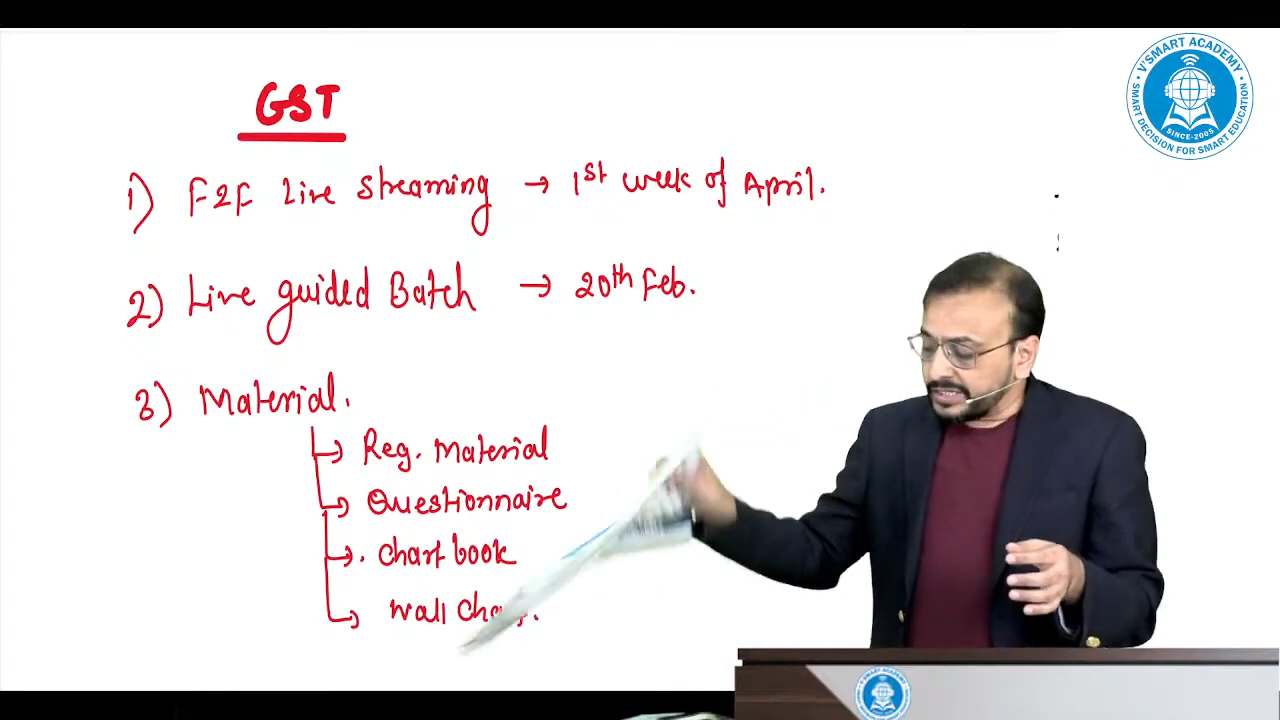 GST
1) F2F Live Streaming → 1st week of April.
2) Live guided Batch → 20th Feb.
3) Material.
→ Reg. Material
→ Questionnaire
→ . Chart book
→ Wall
V'SMART ACADEMY
SMART DECISION FOR SMART EDUCATION
SINCE-2005